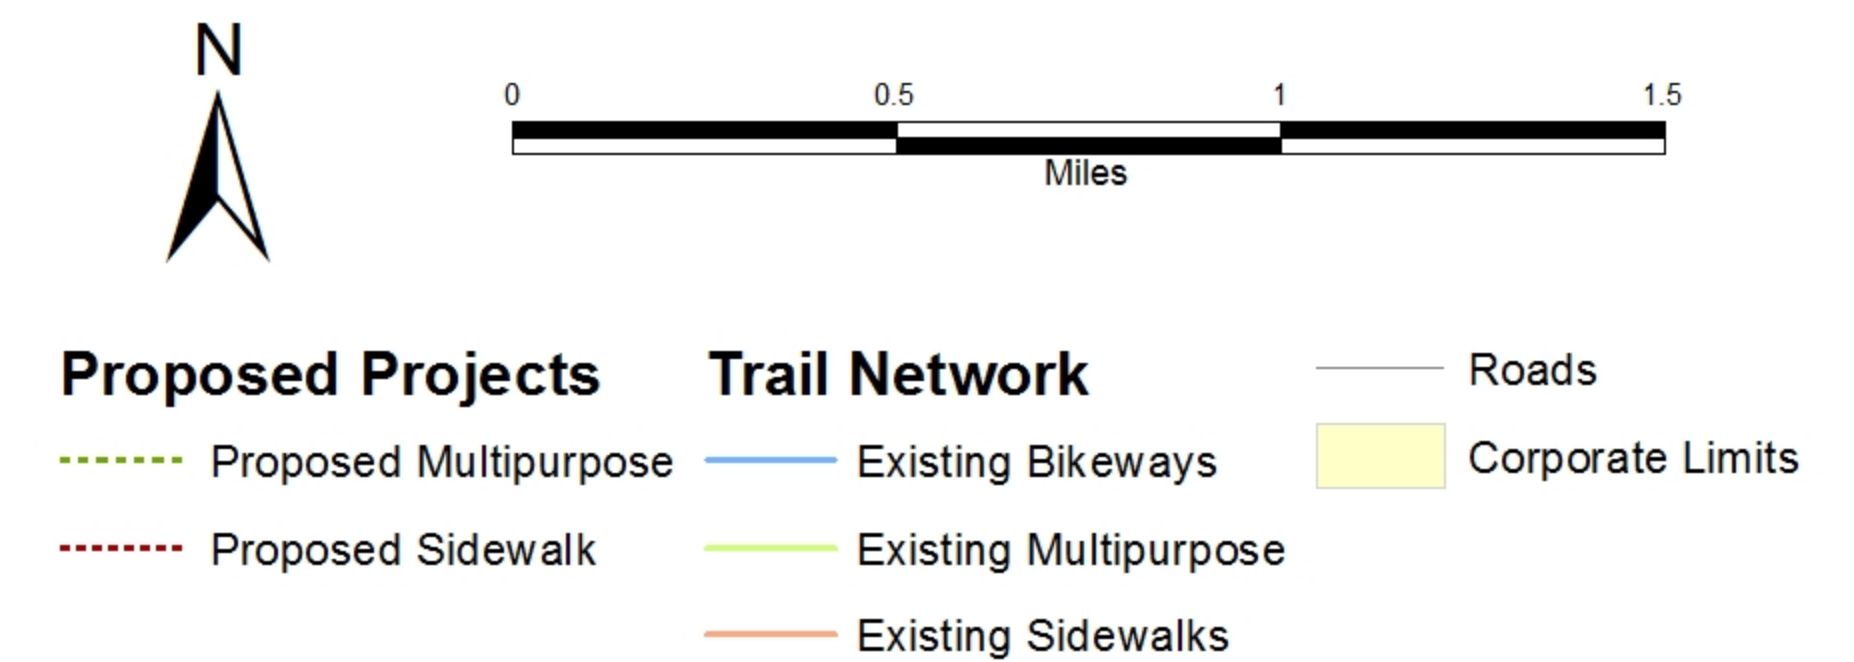 N
0 0.5 1 1.5
Miles
Proposed Projects
Proposed Multipurpose
Proposed Sidewalk
Trail Network
Existing Bikeways
Existing Multipurpose
Existing Sidewalks
Roads
Corporate Limits